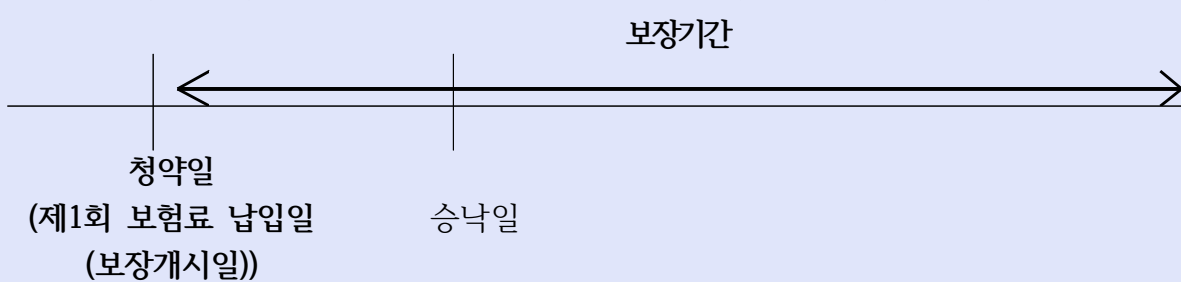 보장기간
청약일
(제1회 보험료 납입일
(보장개시일))
승낙일